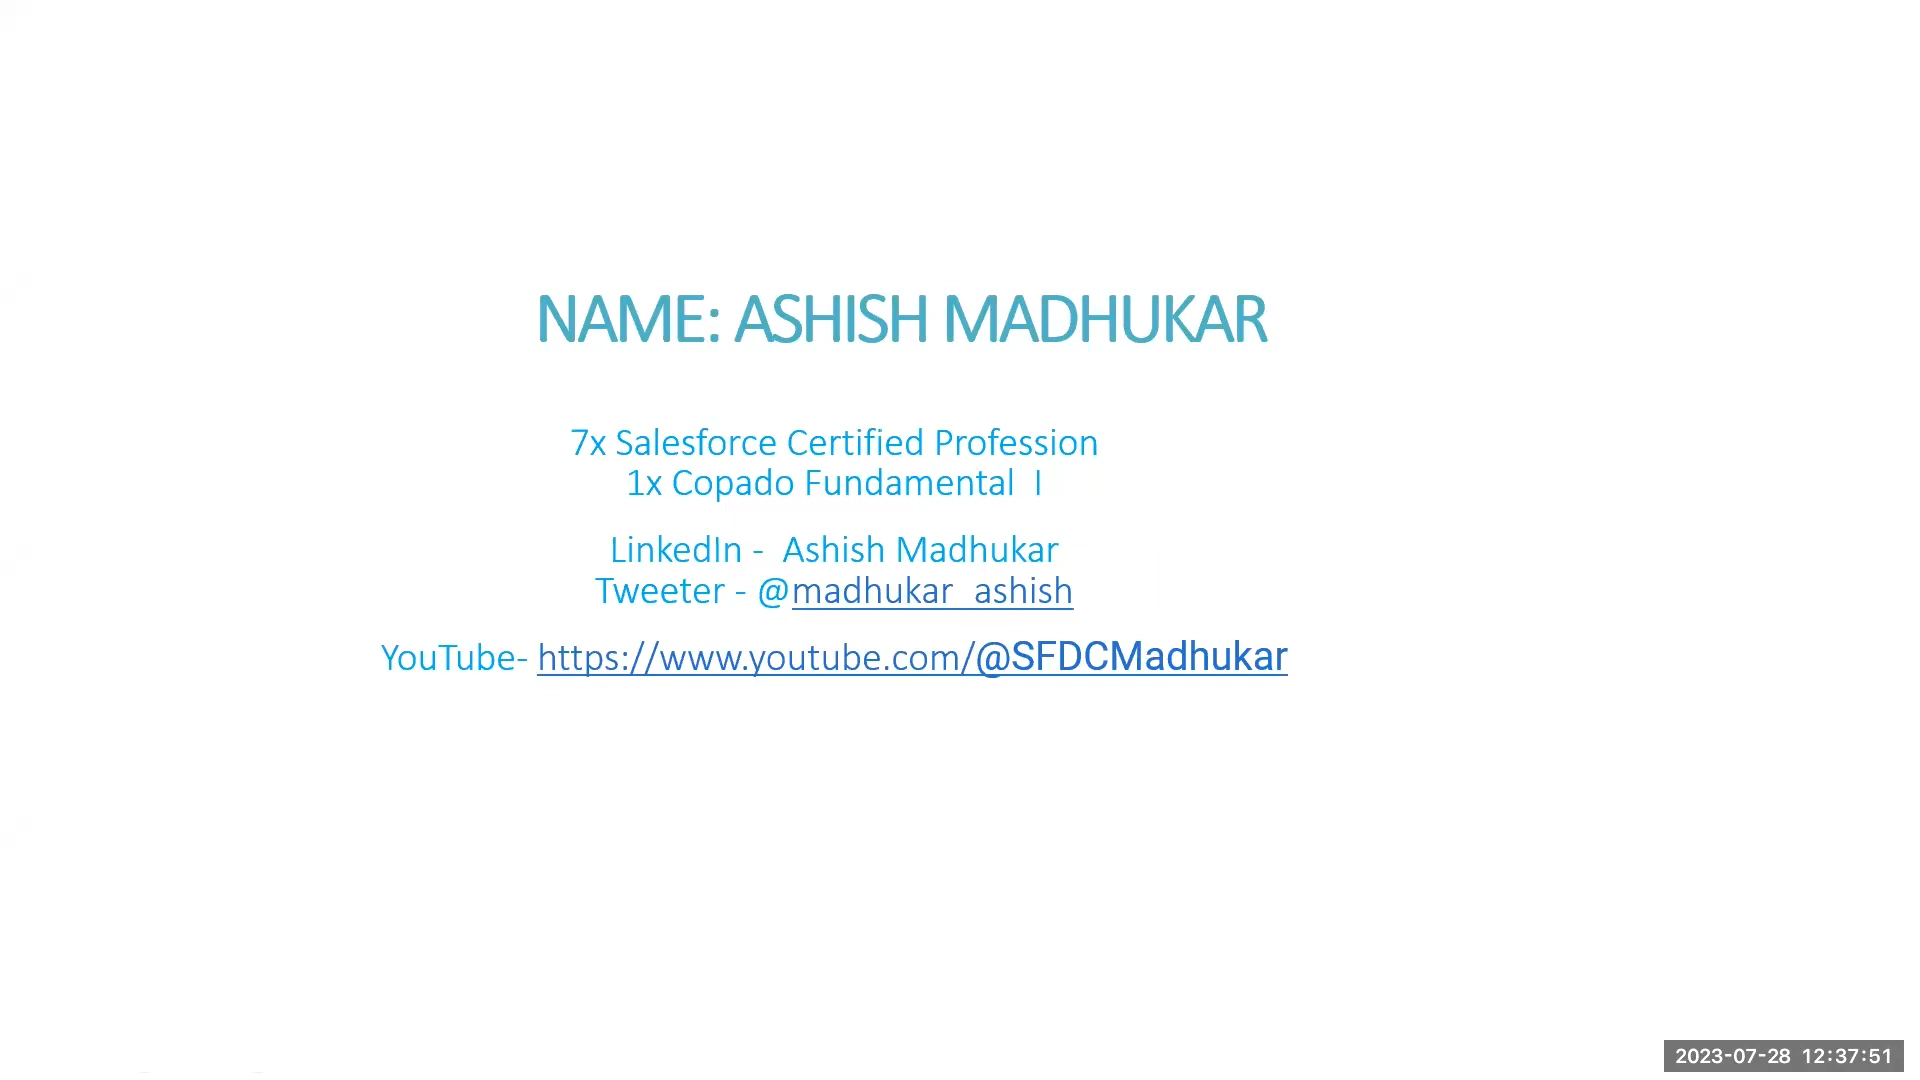 NAME: ASHISH MADHUKAR
7x Salesforce Certified Profession
1x Copado Fundamental I
LinkedIn - Ashish Madhukar
Tweeter - @madhukar_ashish
YouTube- https://www.youtube.com/@SFDCMadhukar
2023-07-28 12:37:51